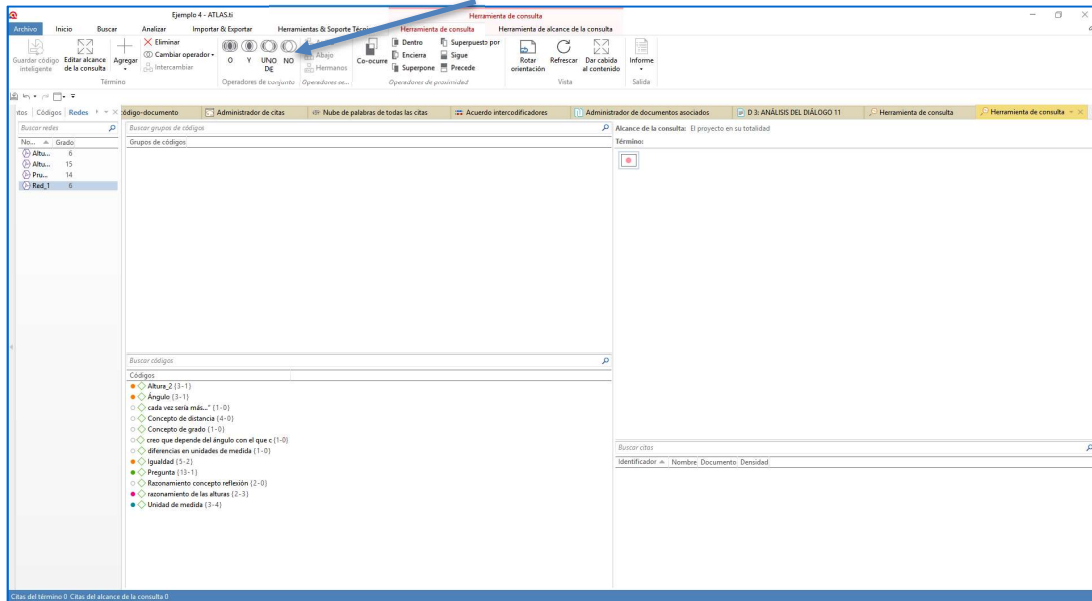 Ejemplo 4 - ATLAS.ti
Herramienta de consulta
Archivo Inicio Buscar Analizar Importar & Exportar Herramientas & Soporte Herramienta de consulta Herramienta de alcance de la consulta
Guardar código inteligente
Editar alcance de la consulta
Agregar
Eliminar
Cambiar operador
Intercambiar
O Y UNO DE NO
Abajo
Hermanos
Co-ocurre
Dentro
Encierra
Superpone
Superpuesto por
Sigue
Precede
Rotar orientación
Refrescar
Dar cabida al contenido
Informe
Término
Operadores de conjunto
Operadores de proximidad
Vista
Salida
Códigos Redes
Administrador de citas
Nube de palabras de todas las citas
Acuerdo intercodificadores
Administrador de documentos asociados
D 3: ANÁLISIS DEL DIÁLOGO 11
Herramienta de consulta
Herramienta de consulta
Buscar redes
No... Grado
Altu... 6
Altu... 15
Pru... 14
Red_1 6
Buscar grupos de códigos
Grupos de códigos
Alcance de la consulta: El proyecto en su totalidad
Término:
Buscar códigos
Códigos
Altura_2 {3-1}
Ángulo {3-1}
cada vez sería más..." {1-0}
Concepto de distancia {4-0}
Concepto de grado {1-0}
creo que depende del ángulo con el que c {1-0}
diferencias en unidades de medida {1-0}
Igualdad {5-2}
Pregunta {13-1}
Razonamiento concepto reflexión {2-0}
razonamiento de las alturas {2-3}
Unidad de medida {3-4}
Buscar citas
Identificador Nombre Documento Densidad
Citas del término 0 Citas del alcance de la consulta 0